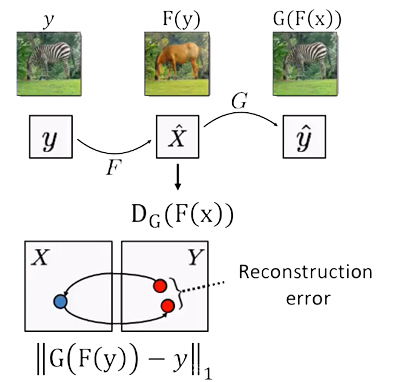 y F(y) G(F(x))
y F X̂ G ŷ
D_G(F(x))
X Y
Reconstruction
error
‖G(F(y)) − y‖₁